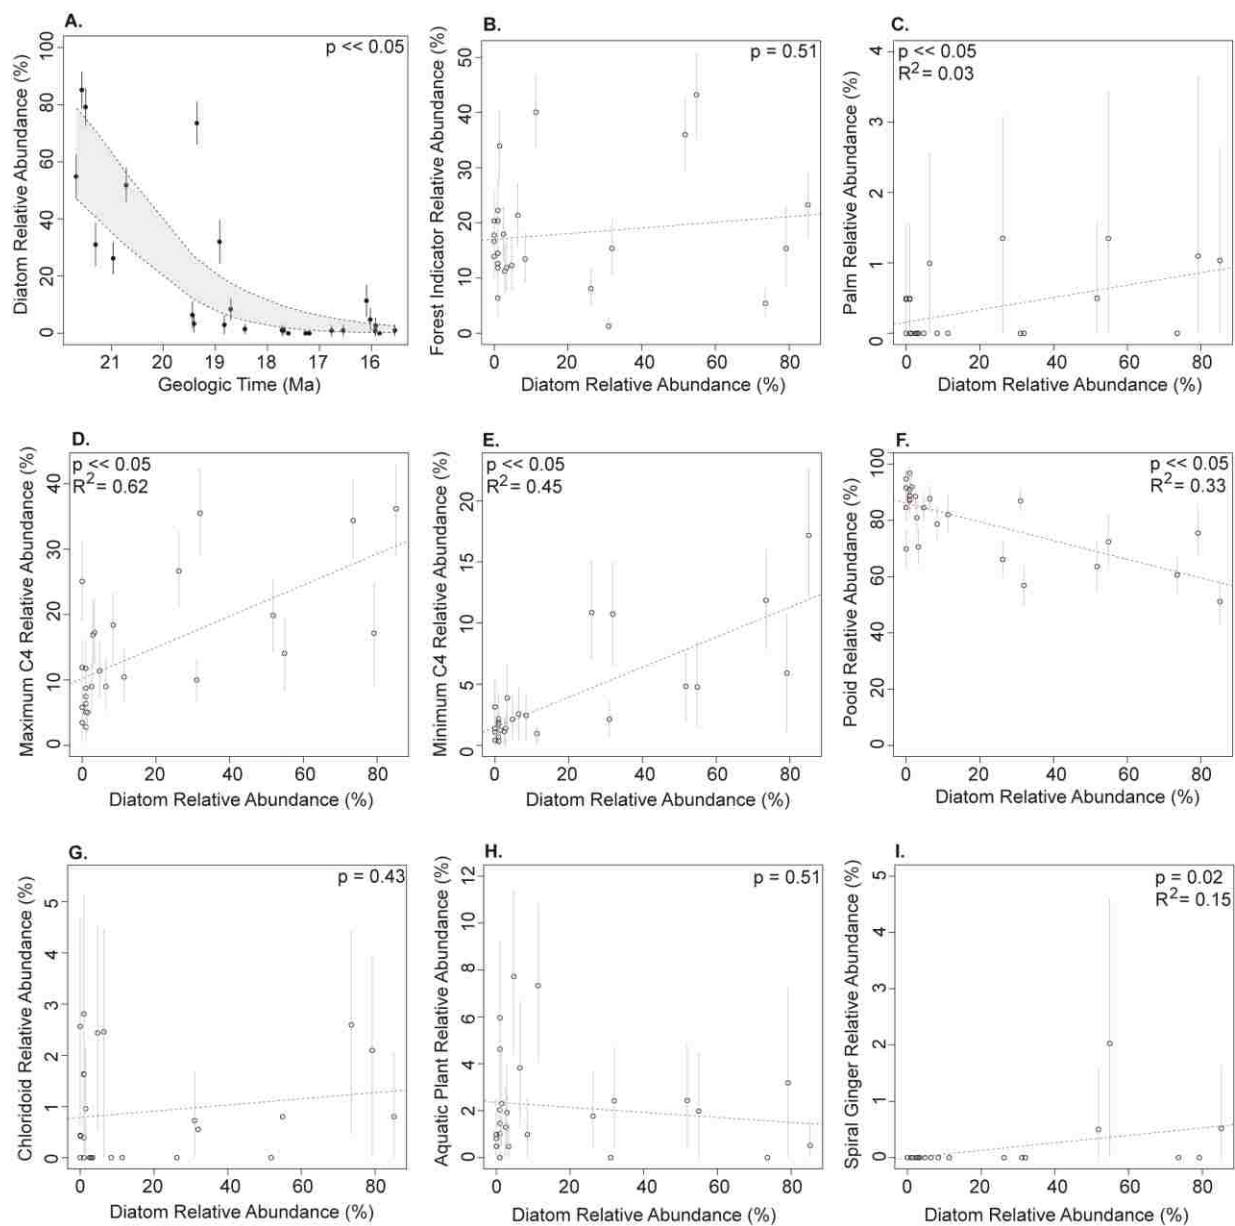 A.
p << 0.05
Diatom Relative Abundance (%)
100
80
60
40
20
0
21
20
19
18
17
16
Geologic Time (Ma)
B.
p = 0.51
Forest Indicator Relative Abundance (%)
50
40
30
20
10
0
0
20
40
60
80
Diatom Relative Abundance (%)
C.
p << 0.05
R2 = 0.03
Palm Relative Abundance (%)
4
3
2
1
0
0
20
40
60
80
Diatom Relative Abundance (%)
D.
p << 0.05
R2 = 0.62
Maximum C4 Relative Abundance (%)
40
30
20
10
0
0
20
40
60
80
Diatom Relative Abundance (%)
E.
p << 0.05
R2 = 0.45
Minimum C4 Relative Abundance (%)
20
15
10
5
0
0
20
40
60
80
Diatom Relative Abundance (%)
F.
p << 0.05
R2 = 0.33
Pooid Relative Abundance (%)
100
80
60
40
20
0
0
20
40
60
80
Diatom Relative Abundance (%)
G.
p = 0.43
Chloridoid Relative Abundance (%)
5
4
3
2
1
0
0
20
40
60
80
Diatom Relative Abundance (%)
H.
p = 0.51
Aquatic Plant Relative Abundance (%)
12
10
8
6
4
2
0
0
20
40
60
80
Diatom Relative Abundance (%)
I.
p = 0.02
R2 = 0.15
Spiral Ginger Relative Abundance (%)
5
4
3
2
1
0
0
20
40
60
80
Diatom Relative Abundance (%)